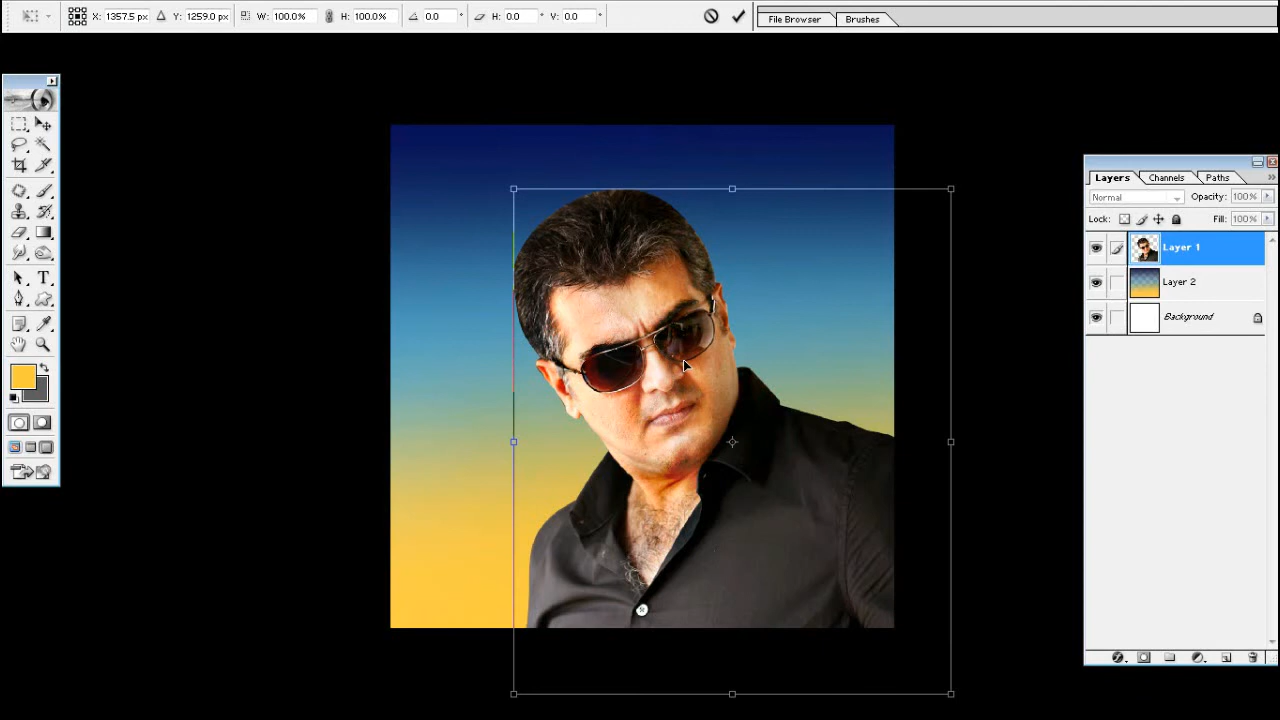 X: 1357.5 px Y: 1259.0 px W: 100.0% H: 100.0% 0.0 ° H: 0.0 ° V: 0.0 ° File Browser Brushes
Layers Channels Paths
Normal Opacity: 100%
Lock: Fill: 100%
Layer 1
Layer 2
Background
T